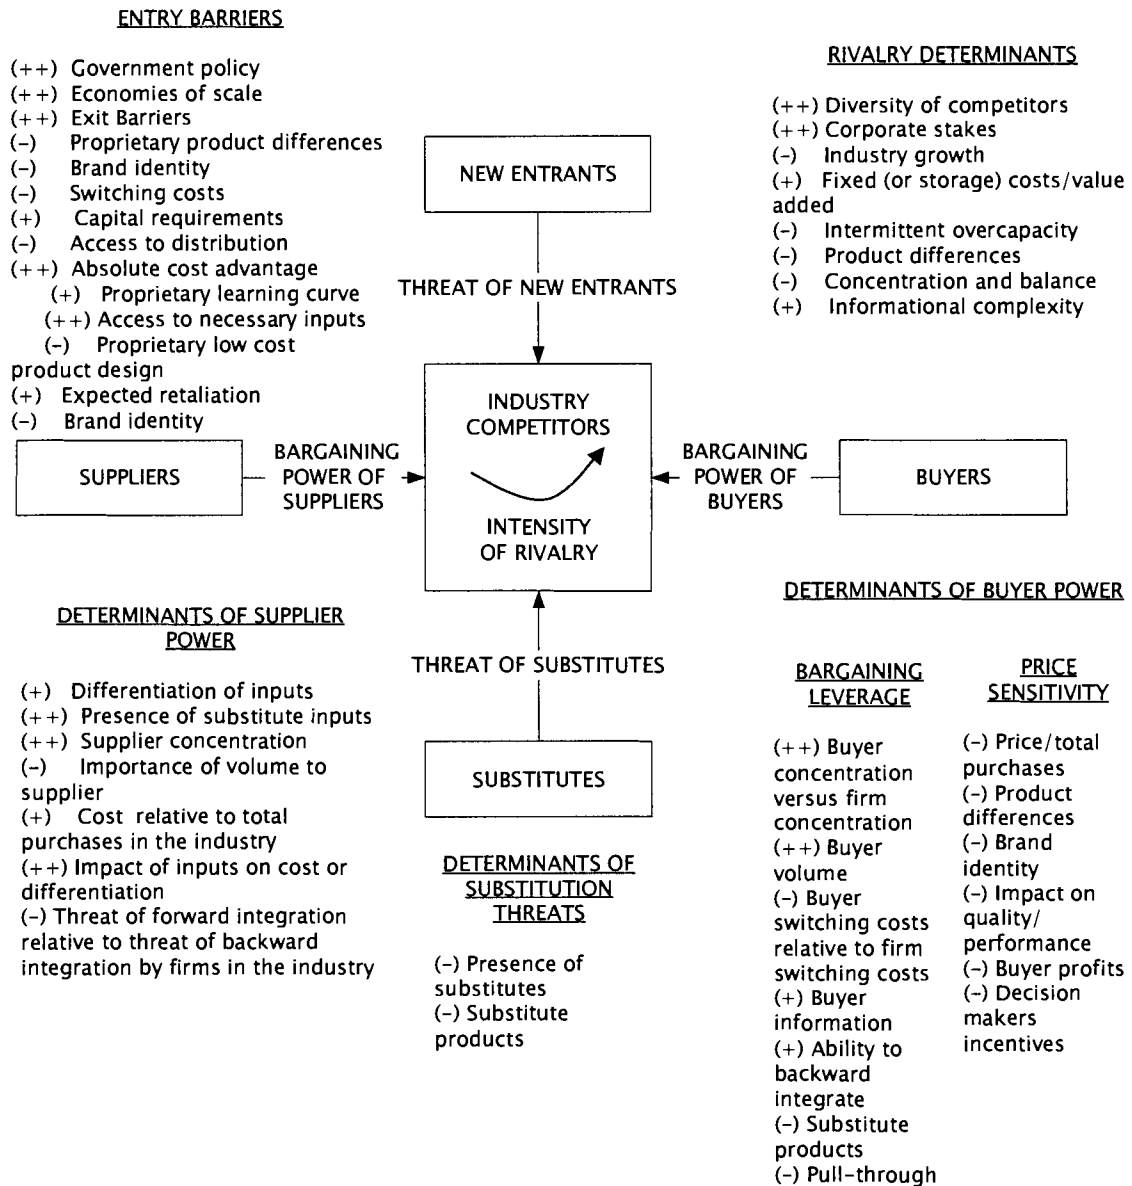 ENTRY BARRIERS
(++) Government policy
(++) Economies of scale
(++) Exit Barriers
(-) Proprietary product differences
(-) Brand identity
(-) Switching costs
(+) Capital requirements
(-) Access to distribution
(++) Absolute cost advantage
(+) Proprietary learning curve
(++) Access to necessary inputs
(-) Proprietary low cost
product design
(+) Expected retaliation
(-) Brand identity
NEW ENTRANTS
THREAT OF NEW ENTRANTS
RIVALRY DETERMINANTS
(++) Diversity of competitors
(++) Corporate stakes
(-) Industry growth
(+) Fixed (or storage) costs/value
added
(-) Intermittent overcapacity
(-) Product differences
(-) Concentration and balance
(+) Informational complexity
SUPPLIERS
BARGAINING
POWER OF
SUPPLIERS
INDUSTRY
COMPETITORS
INTENSITY
OF RIVALRY
BARGAINING
POWER OF
BUYERS
BUYERS
DETERMINANTS OF SUPPLIER
POWER
(+) Differentiation of inputs
(++) Presence of substitute inputs
(++) Supplier concentration
(-) Importance of volume to
supplier
(+) Cost relative to total
purchases in the industry
(++) Impact of inputs on cost or
differentiation
(-) Threat of forward integration
relative to threat of backward
integration by firms in the industry
THREAT OF SUBSTITUTES
SUBSTITUTES
DETERMINANTS OF
SUBSTITUTION
THREATS
(-) Presence of
substitutes
(-) Substitute
products
DETERMINANTS OF BUYER POWER
BARGAINING
LEVERAGE
(++) Buyer
concentration
versus firm
concentration
(++) Buyer
volume
(-) Buyer
switching costs
relative to firm
switching costs
(+) Buyer
information
(+) Ability to
backward
integrate
(-) Substitute
products
(-) Pull-through
PRICE
SENSITIVITY
(-) Price/total
purchases
(-) Product
differences
(-) Brand
identity
(-) Impact on
quality/
performance
(-) Buyer profits
(-) Decision
makers
incentives